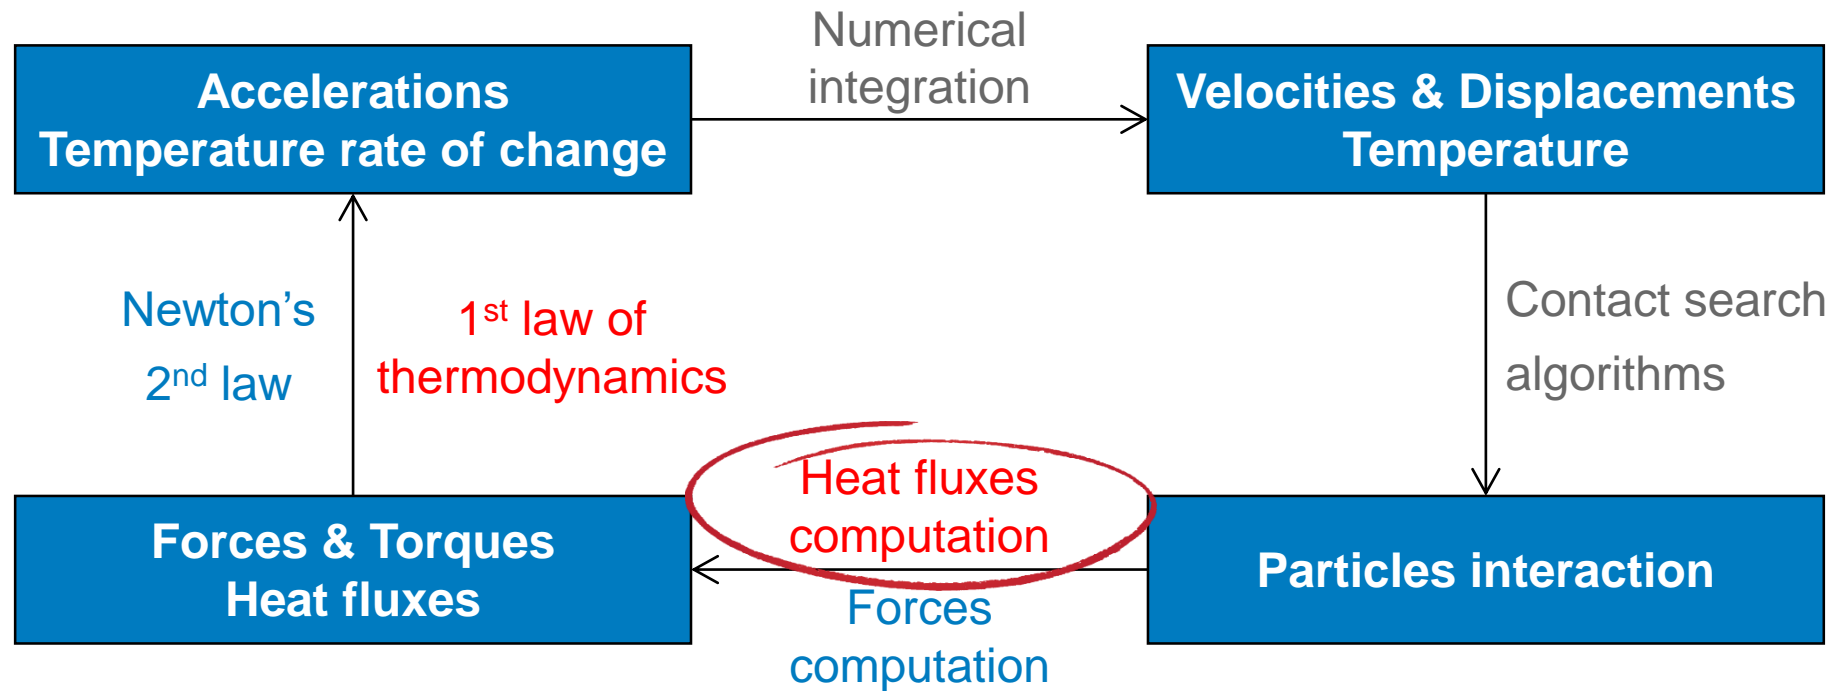 Numerical
integration
Accelerations
Temperature rate of change
Velocities & Displacements
Temperature
Newton’s
2nd law
1st law of
thermodynamics
Contact search
algorithms
Heat fluxes
computation
Forces & Torques
Heat fluxes
Particles interaction
Forces
computation